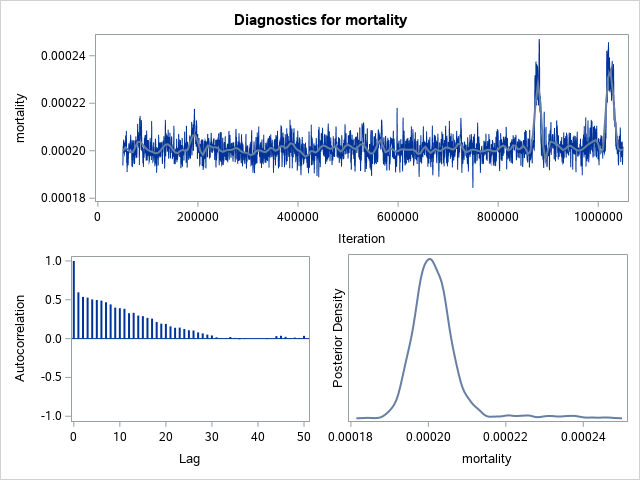 Diagnostics for mortality
mortality
0.00024
0.00022
0.00020
0.00018
0 200000 400000 600000 800000 1000000
Iteration
Autocorrelation
1.0
0.5
0.0
-0.5
-1.0
0 10 20 30 40 50
Lag
Posterior Density
0.00018 0.00020 0.00022 0.00024
mortality